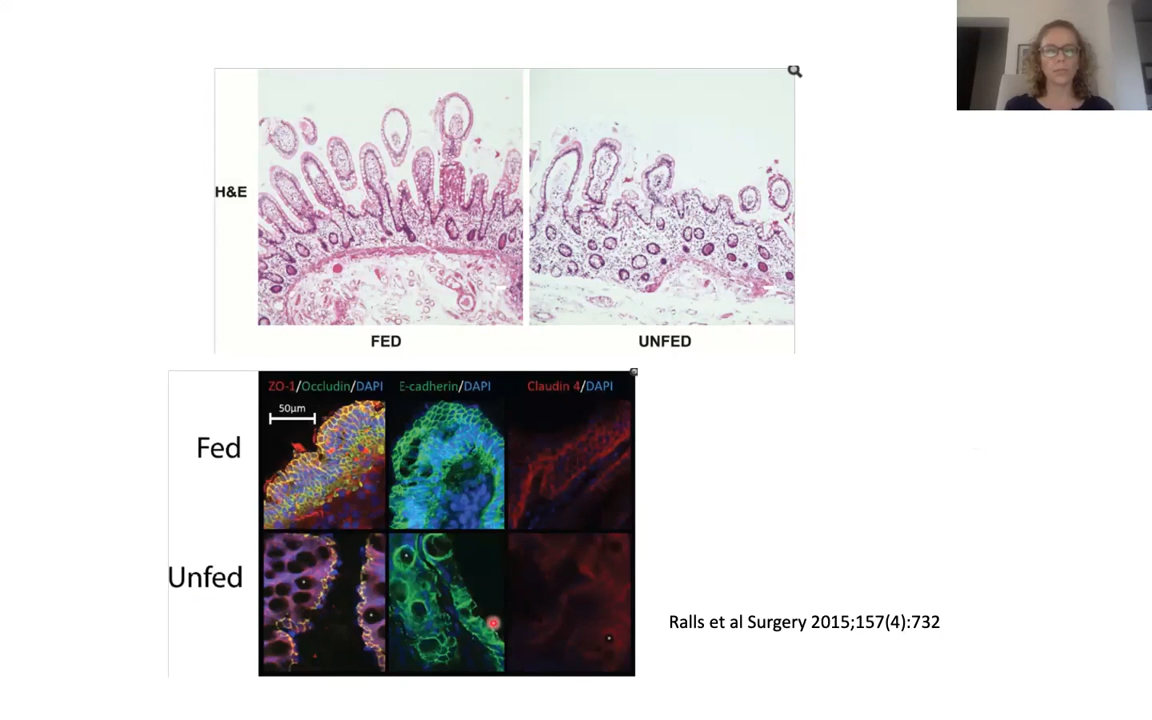 H&E
FED
UNFED
ZO-1/Occludin/DAPI
E-cadherin/DAPI
Claudin 4/DAPI
50μm
Fed
Unfed
Ralls et al Surgery 2015;157(4):732